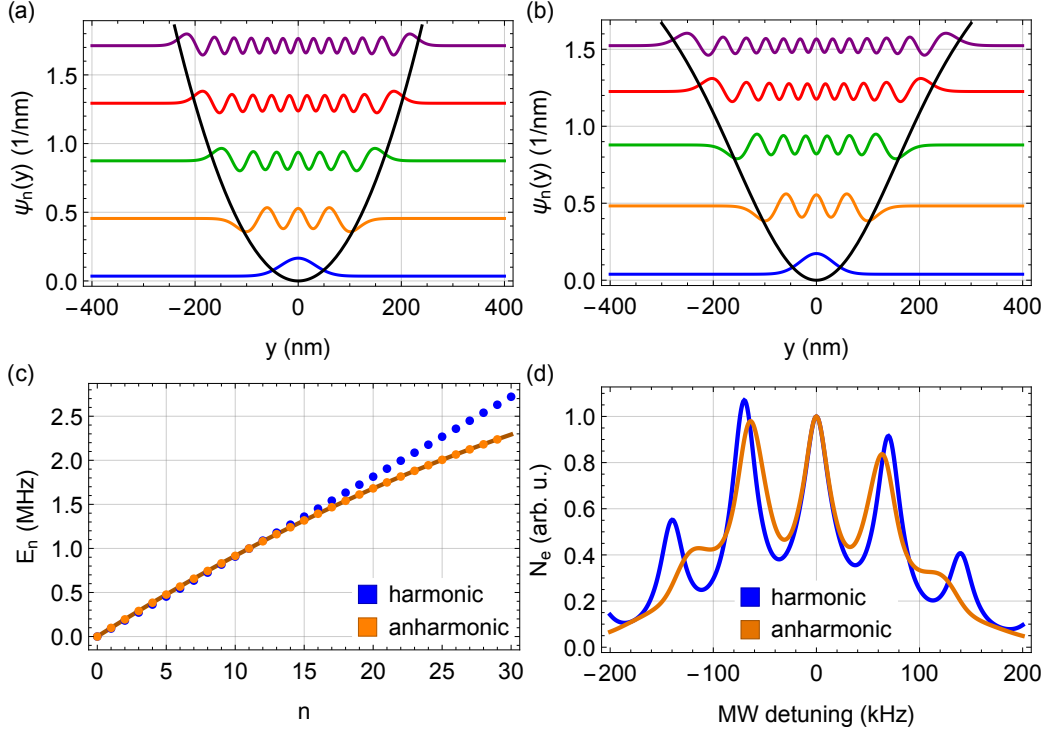 (a)
ψn(y) (1/nm)
1.5
1.0
0.5
0.0
−400 −200 0 200 400
y (nm)
(b)
ψn(y) (1/nm)
1.5
1.0
0.5
0.0
−400 −200 0 200 400
y (nm)
(c)
En (MHz)
2.5
2.0
1.5
1.0
0.5
0.0
0 5 10 15 20 25 30
n
harmonic
anharmonic
(d)
Ne (arb. u.)
1.0
0.8
0.6
0.4
0.2
0.0
−200 −100 0 100 200
MW detuning (kHz)
harmonic
anharmonic